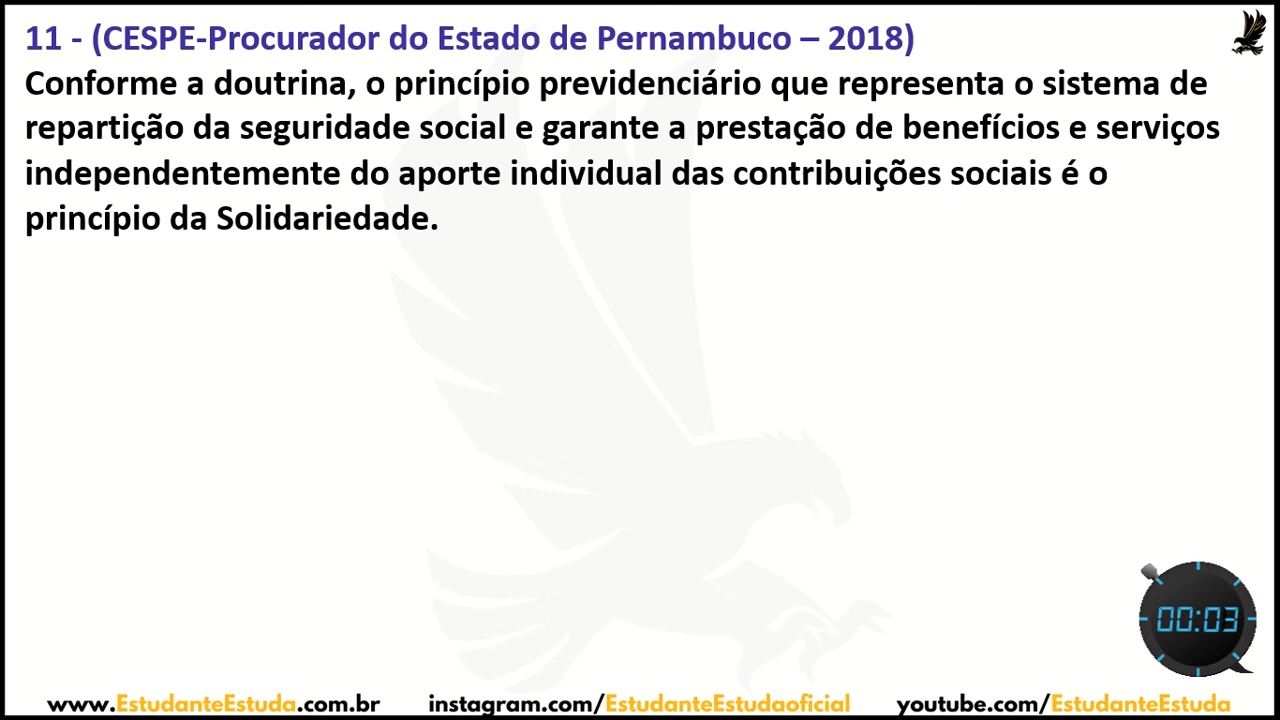 11 - (CESPE-Procurador do Estado de Pernambuco – 2018)
Conforme a doutrina, o princípio previdenciário que representa o sistema de
repartição da seguridade social e garante a prestação de benefícios e serviços
independentemente do aporte individual das contribuições sociais é o
princípio da Solidariedade.
00:03
www.EstudanteEstuda.com.br instagram.com/EstudanteEstudaoficial youtube.com/EstudanteEstuda